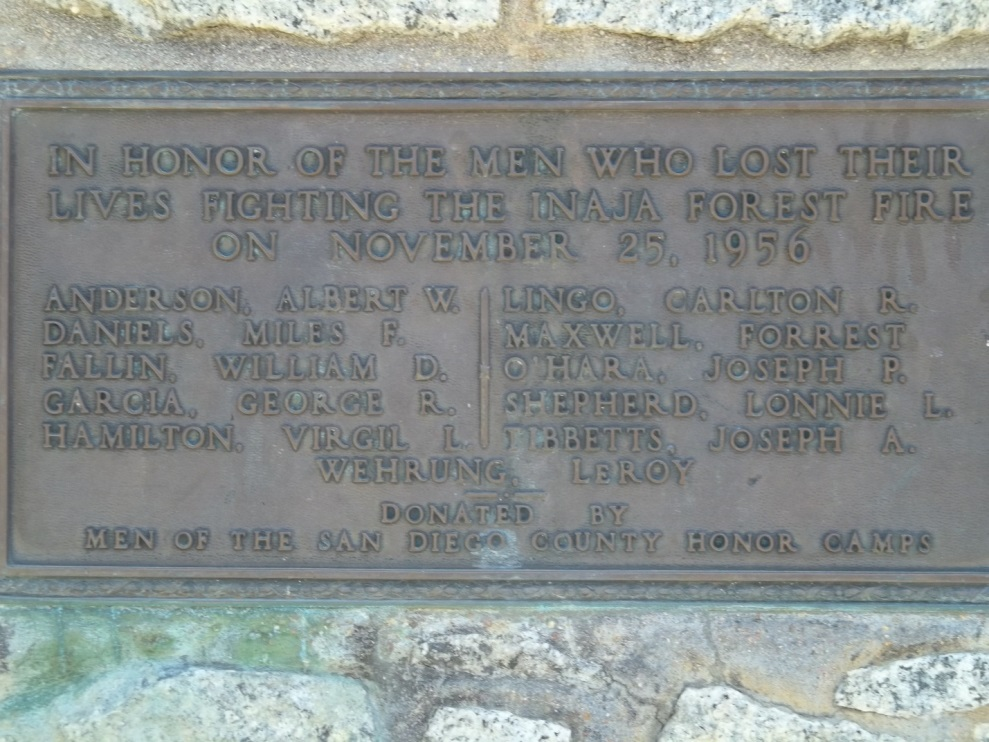 IN HONOR OF THE MEN WHO LOST THEIR
LIVES FIGHTING THE INAJA FOREST FIRE
ON NOVEMBER 25, 1956
ANDERSON, ALBERT W.
DANIELS, MILES F.
FALLIN, WILLIAM D.
GARCIA, GEORGE R.
HAMILTON, VIRGIL L.
LINGO, CARLTON R.
MAXWELL, FORREST
O'HARA, JOSEPH P.
SHEPHERD, LONNIE L.
TIBBETTS, JOSEPH A.
WEHRUNG, LEROY
DONATED BY
MEN OF THE SAN DIEGO COUNTY HONOR CAMPS